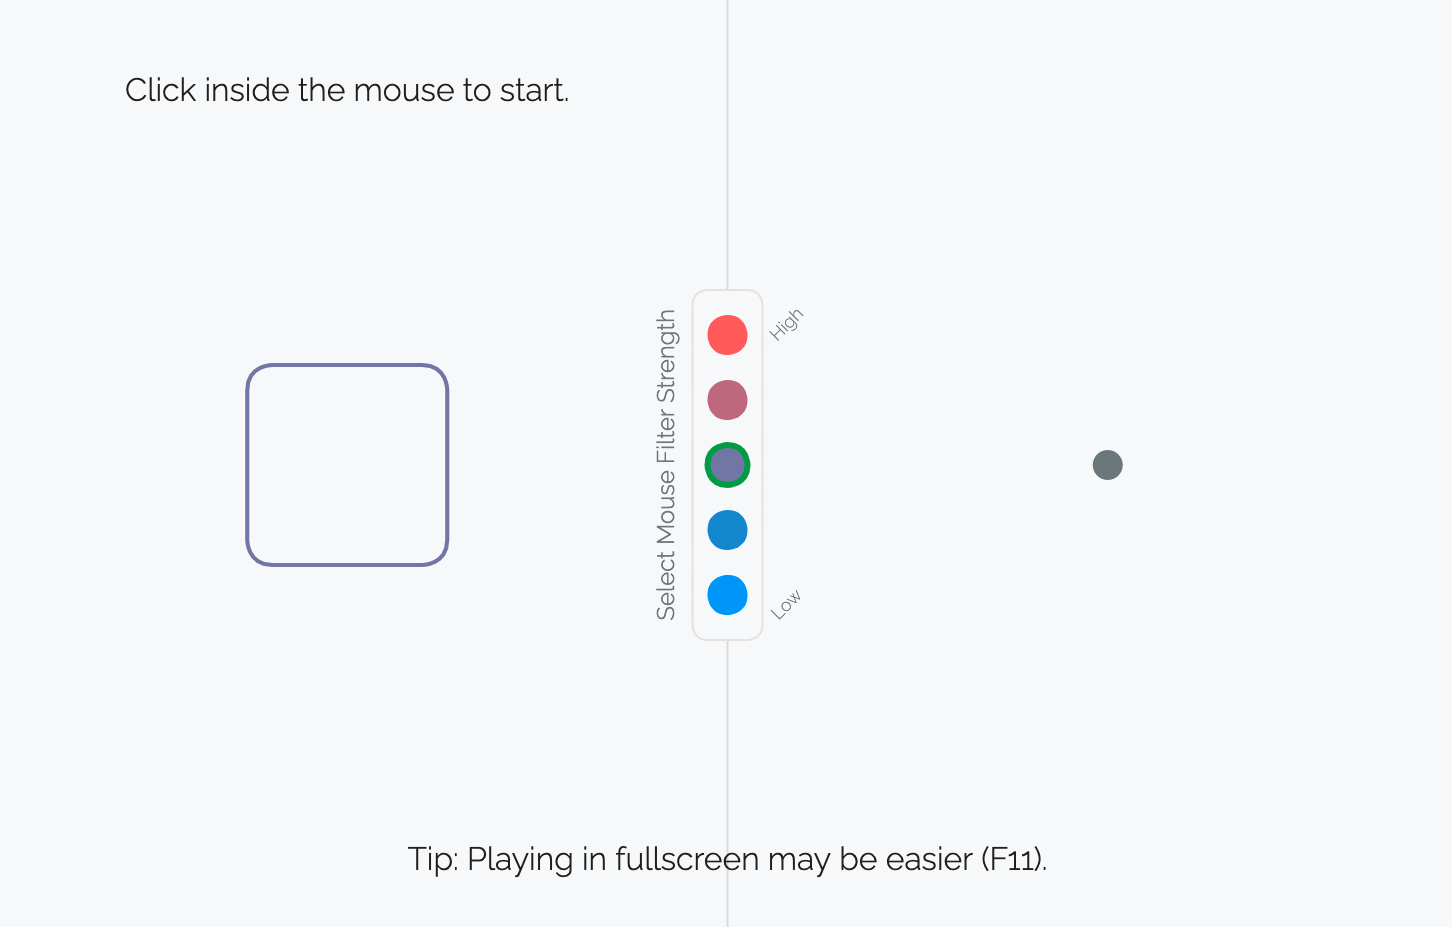 Click inside the mouse to start.
Select Mouse Filter Strength
High
Low
Tip: Playing in fullscreen may be easier (F11).